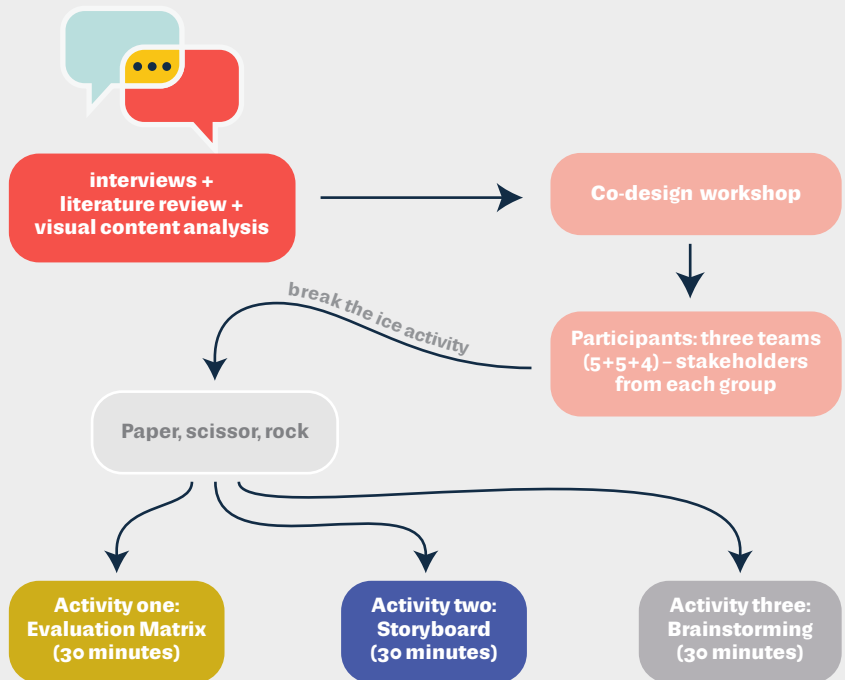 interviews +
literature review +
visual content analysis
Co-design workshop
Participants: three teams
(5+5+4) – stakeholders
from each group
break the ice activity
Paper, scissor, rock
Activity one:
Evaluation Matrix
(30 minutes)
Activity two:
Storyboard
(30 minutes)
Activity three:
Brainstorming
(30 minutes)